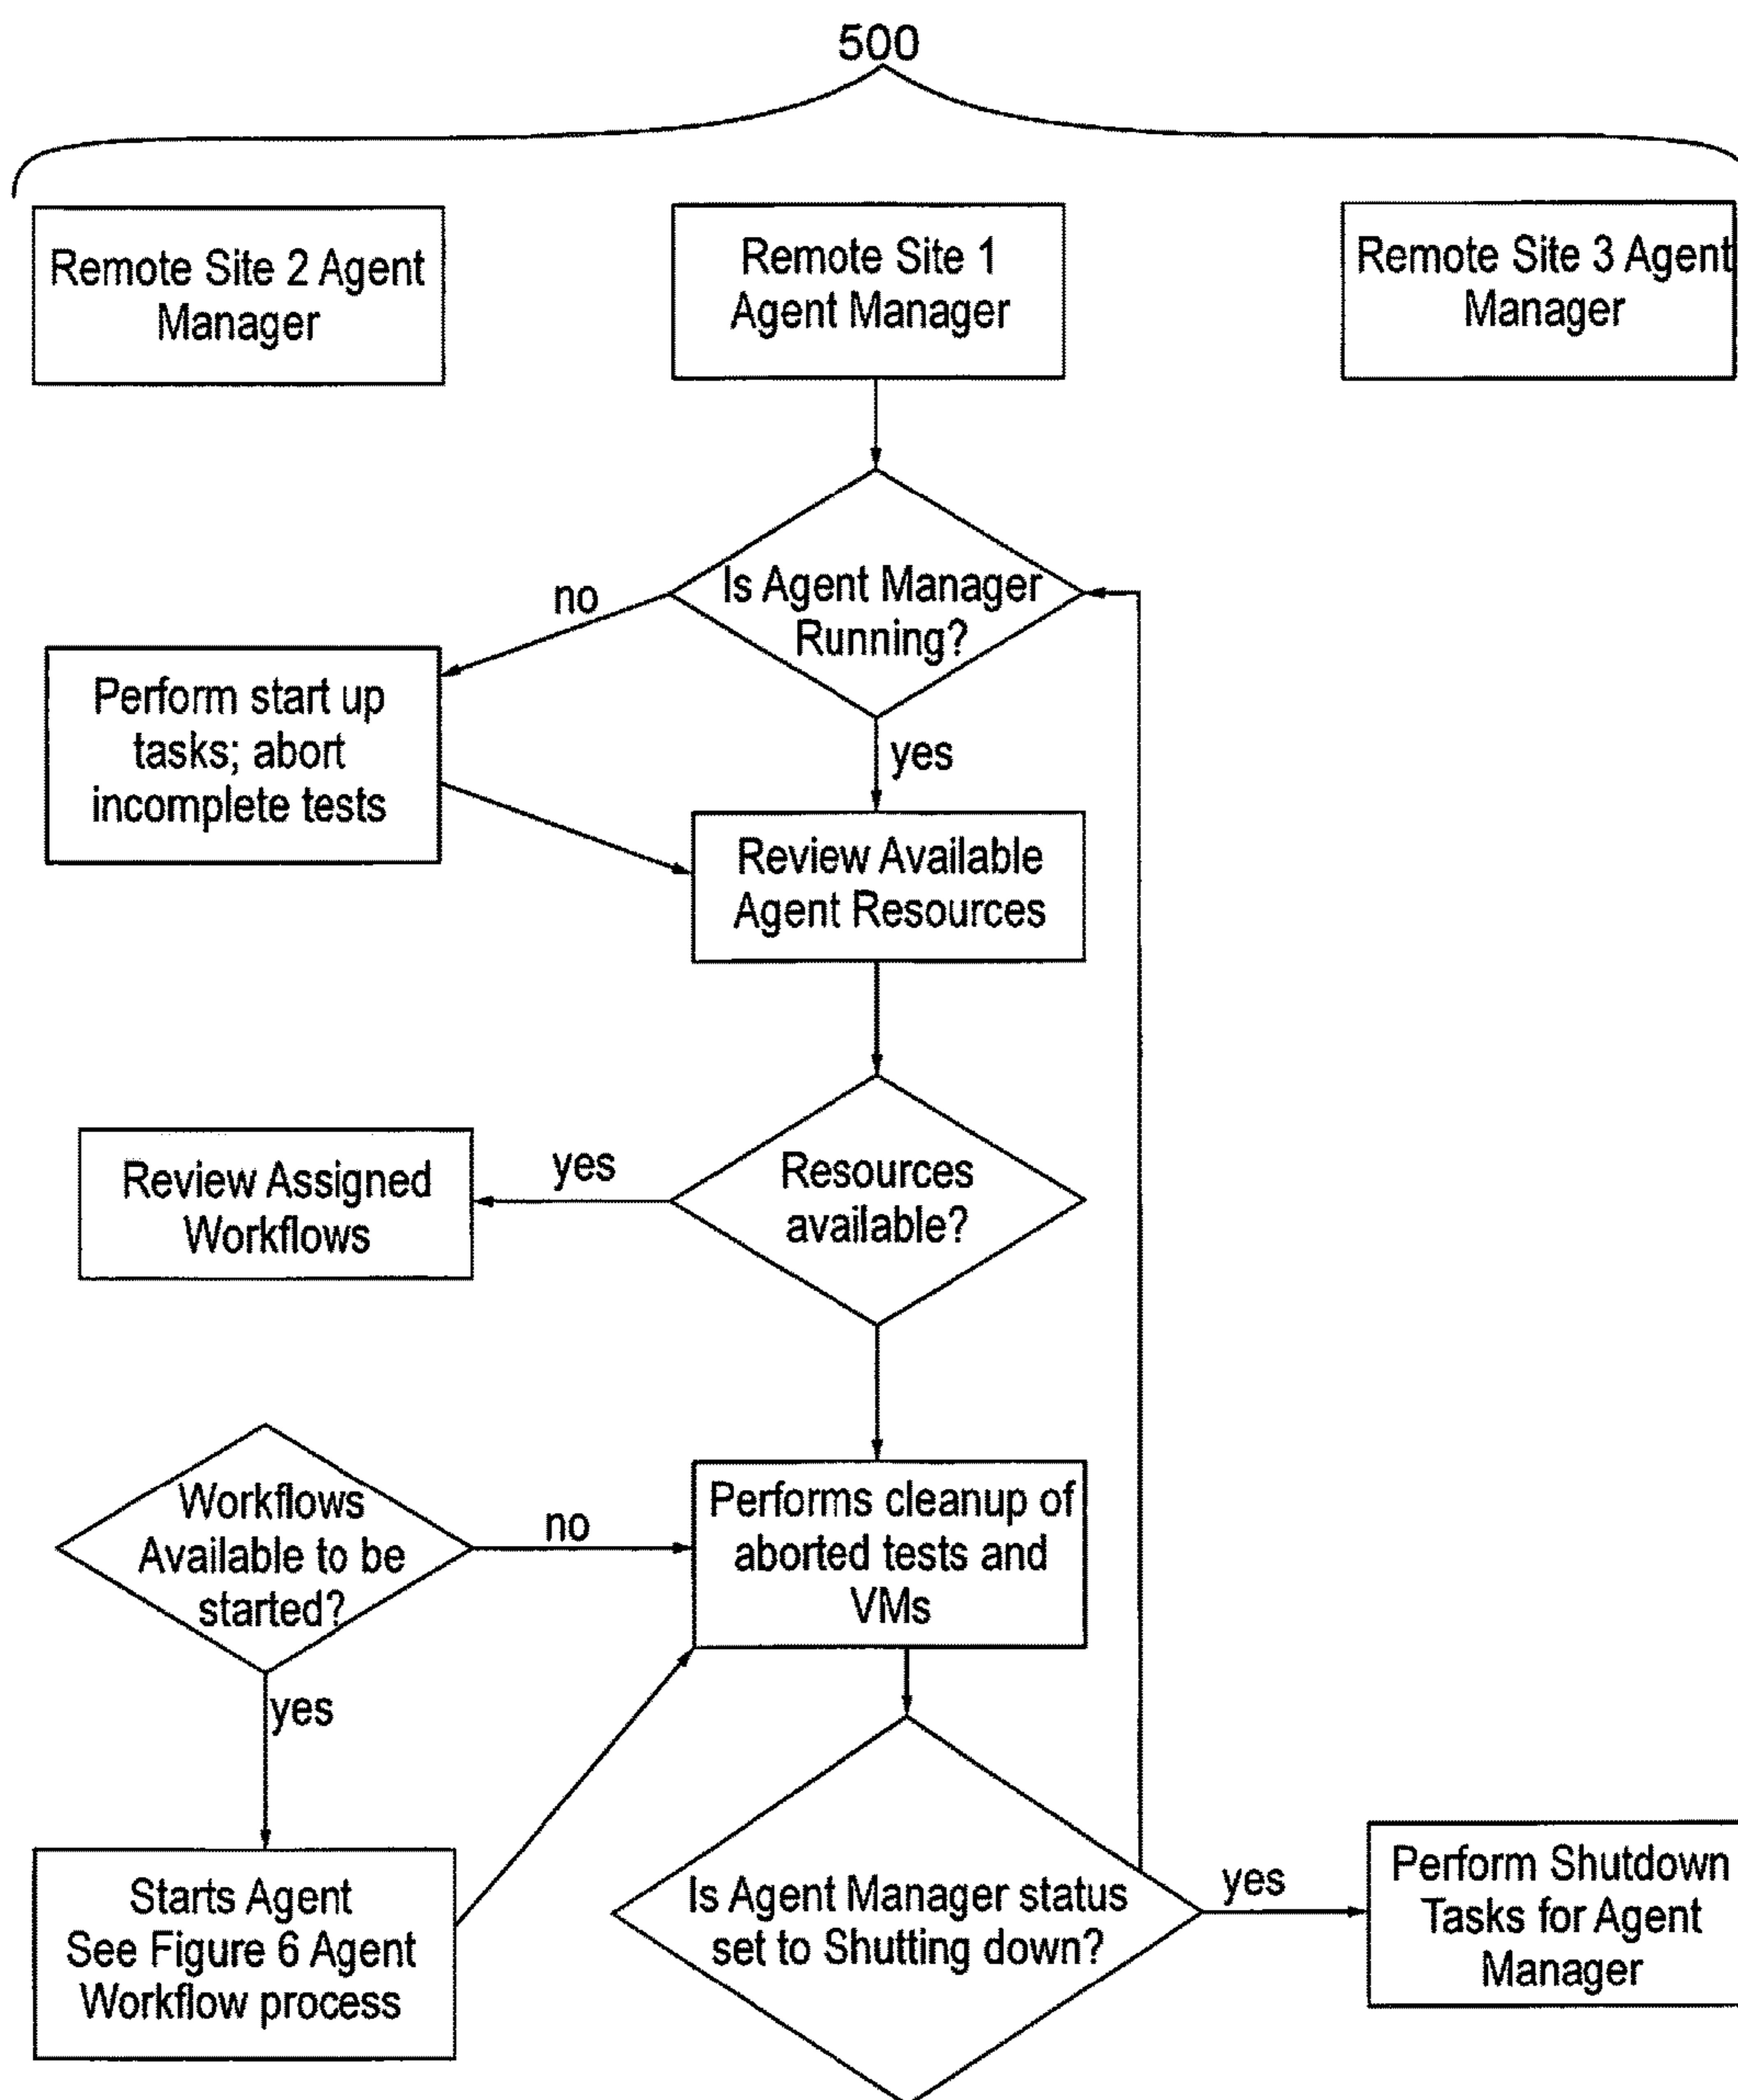 500
Remote Site 2 Agent
Manager
Remote Site 1
Agent Manager
Remote Site 3 Agent
Manager
Is Agent Manager
Running?
no
yes
Perform start up
tasks; abort
incomplete tests
Review Available
Agent Resources
Resources
available?
yes
Review Assigned
Workflows
Workflows
Available to be
started?
no
yes
Performs cleanup of
aborted tests and
VMs
Starts Agent
See Figure 6 Agent
Workflow process
Is Agent Manager status
set to Shutting down?
yes
Perform Shutdown
Tasks for Agent
Manager